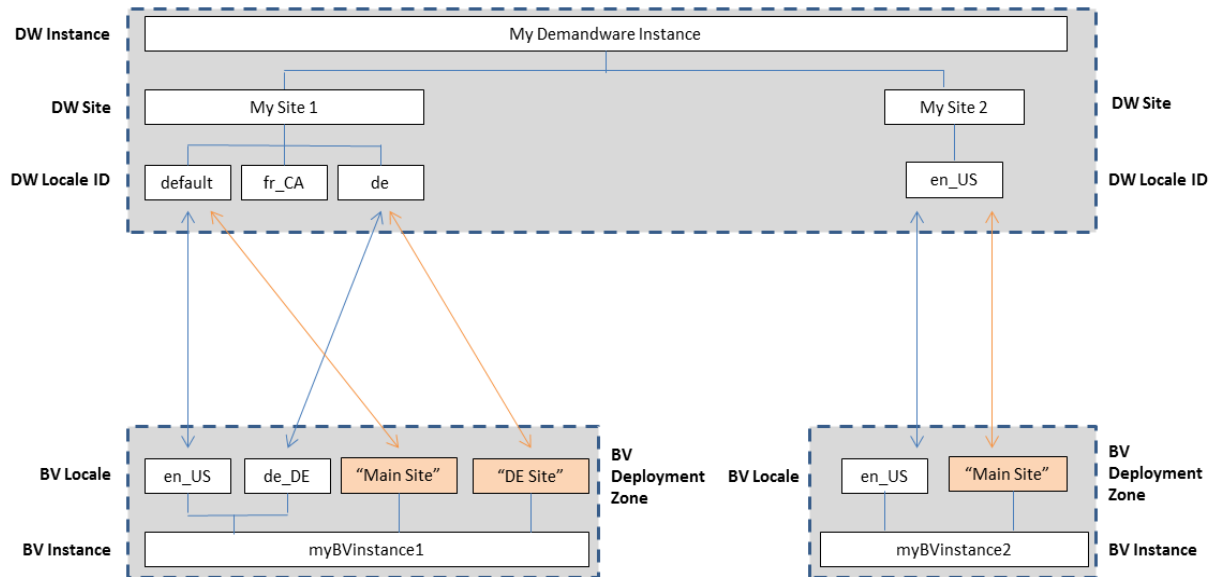 DW Instance
My Demandware Instance
DW Site
My Site 1
My Site 2
DW Site
DW Locale ID
default
fr_CA
de
en_US
DW Locale ID
BV Locale
en_US
de_DE
“Main Site”
“DE Site”
BV
Deployment
Zone
BV Locale
en_US
“Main Site”
BV
Deployment
Zone
BV Instance
myBVinstance1
myBVinstance2
BV Instance